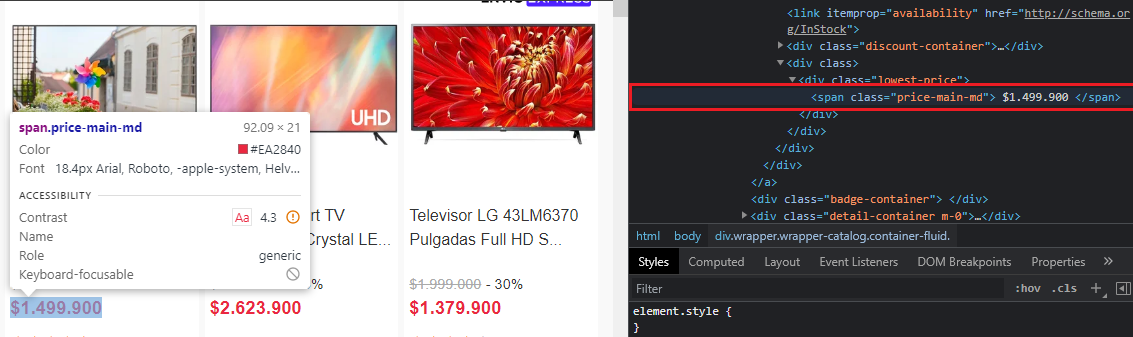 ENVÍO EXPRESS
UHD
span.price-main-md 92.09 × 21
Color #EA2840
Font 18.4px Arial, Roboto, -apple-system, Helv...
ACCESSIBILITY
Contrast Aa 4.3
Name
Role generic
Keyboard-focusable
rt TV
Crystal LE...
%
Televisor LG 43LM6370
Pulgadas Full HD S...
$1.999.000 - 30%
$1.499.900
$2.623.900
$1.379.900
<link itemprop="availability" href="http://schema.or
g/InStock">
<div class="discount-container">…</div>
<div class>
<div class="lowest-price">
<span class="price-main-md"> $1.499.900 </span>
</div>
</div>
</div>
</div>
</a>
<div class="badge-container"> </div>
<div class="detail-container m-0">…</div>
html body div.wrapper.wrapper-catalog.container-fluid.
Styles Computed Layout Event Listeners DOM Breakpoints Properties »
Filter :hov .cls +
element.style {
}